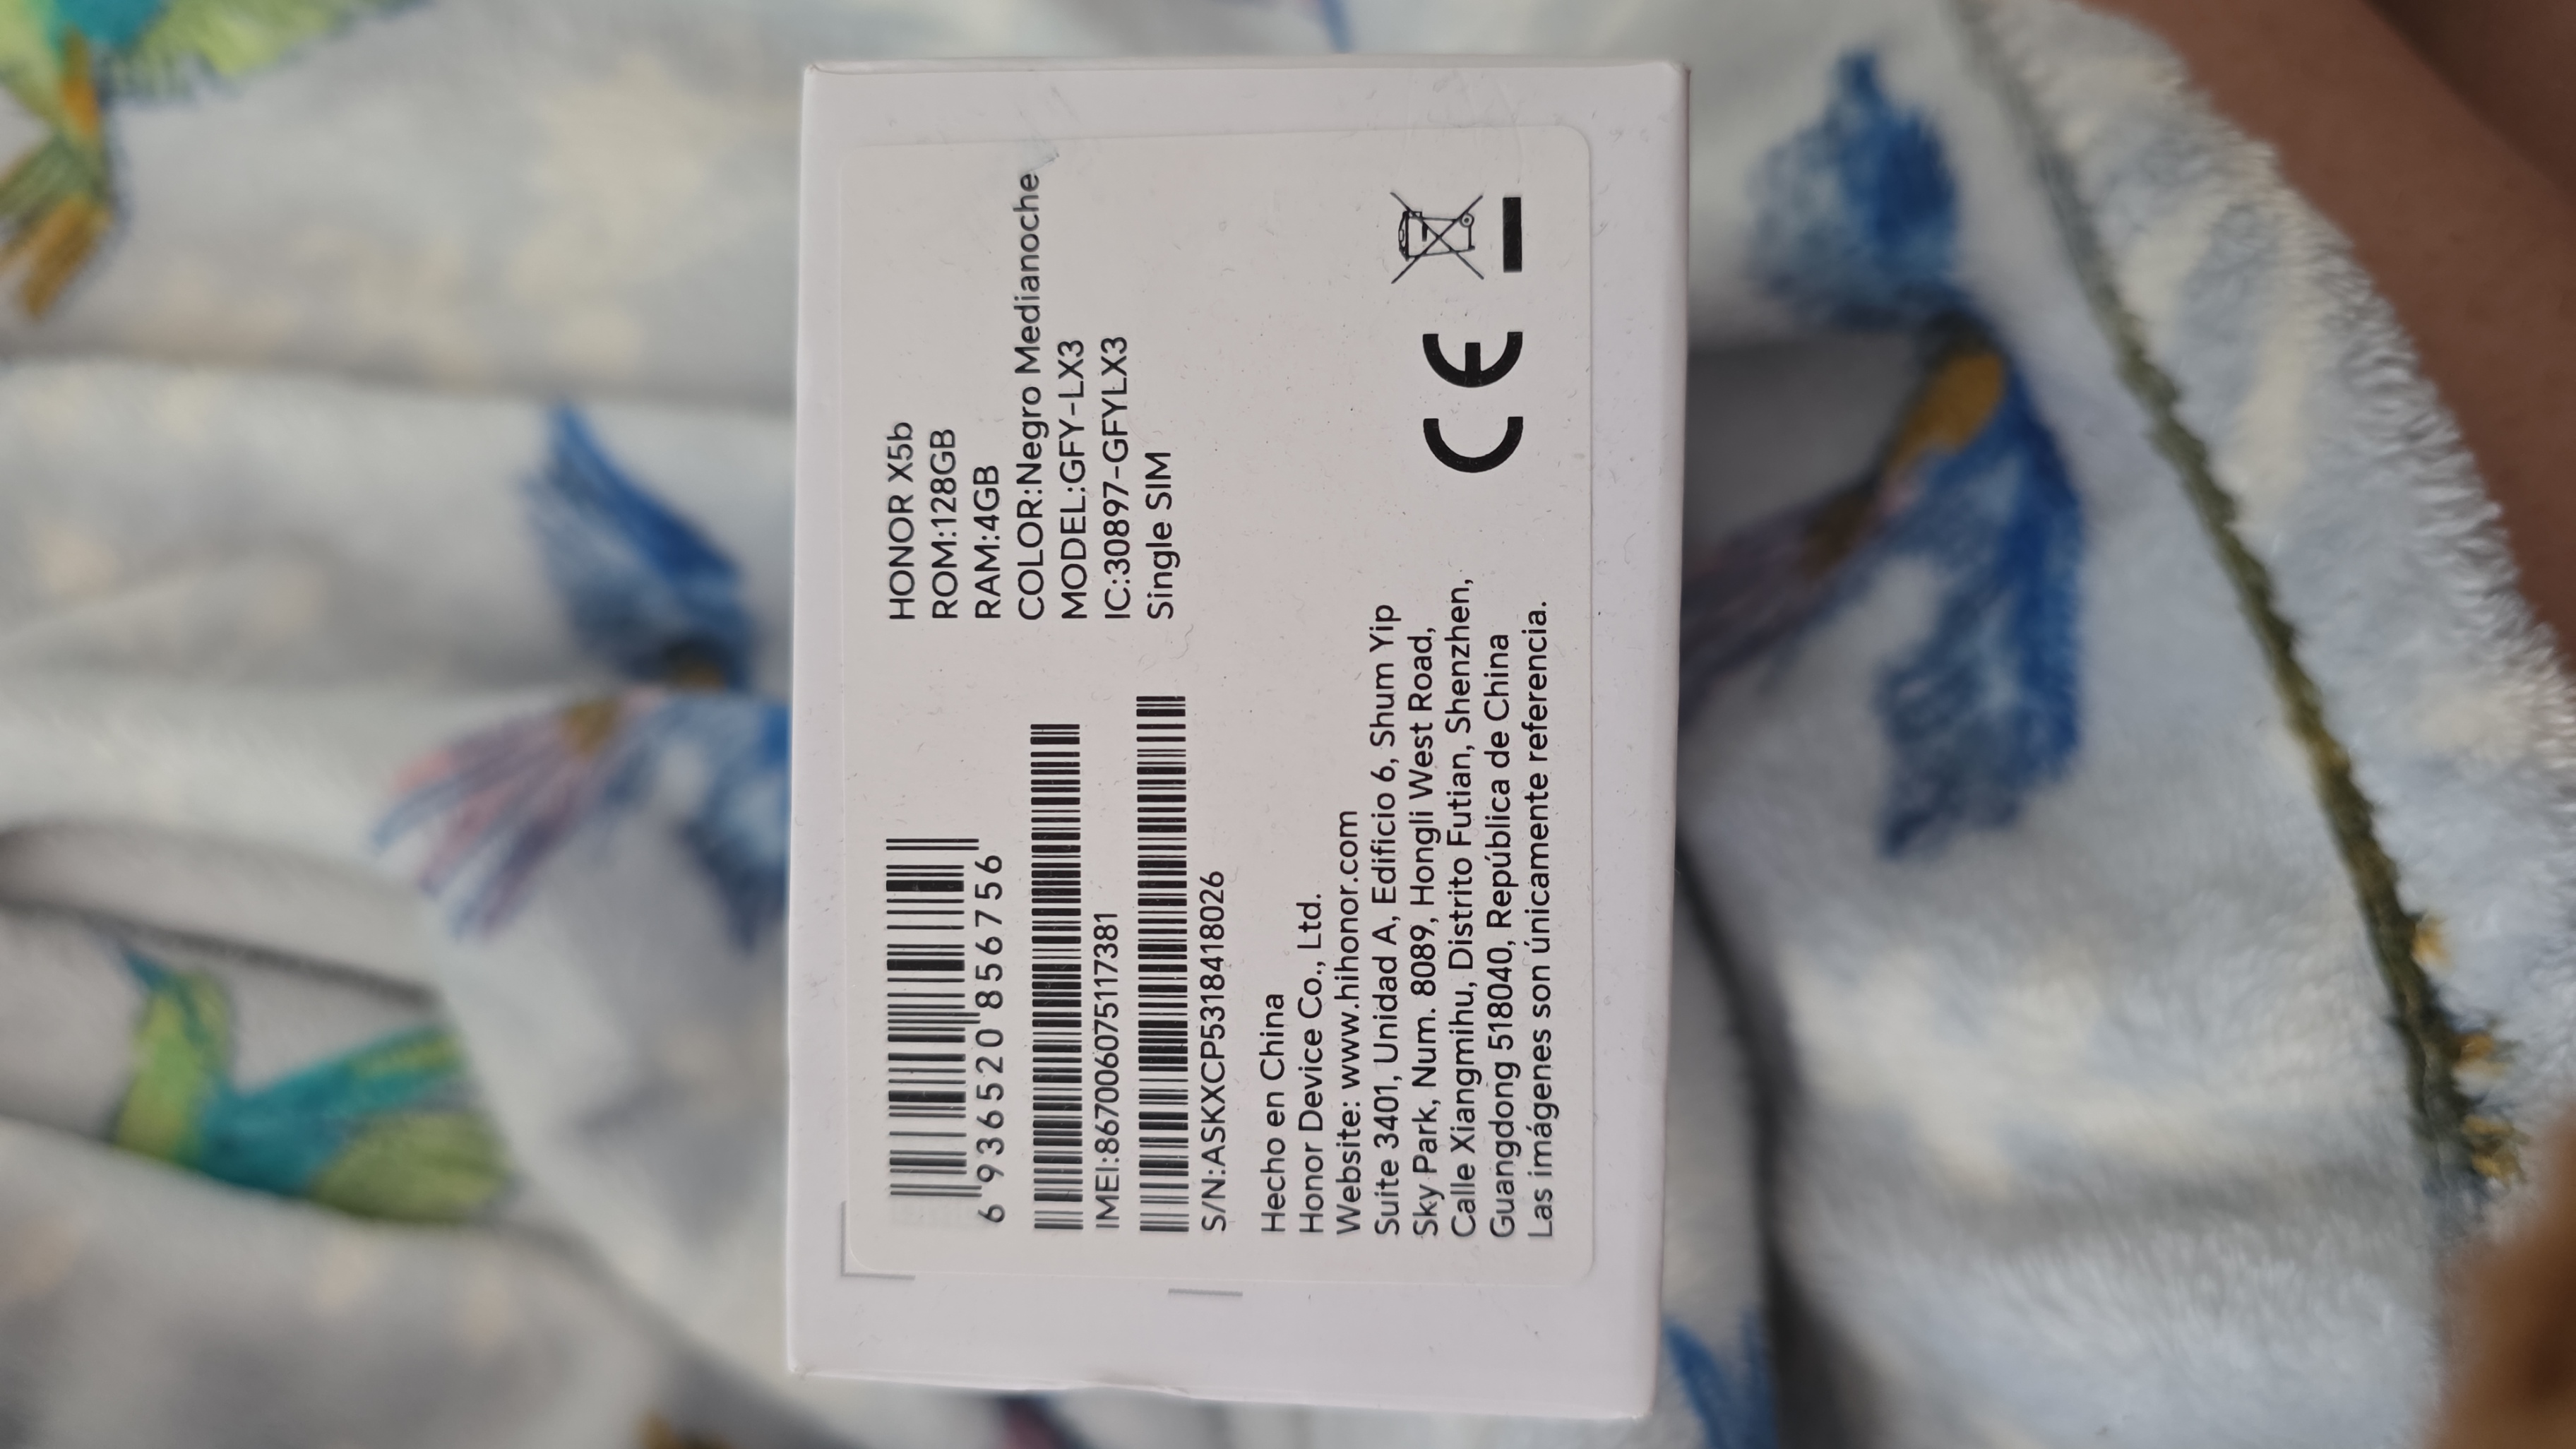 HONOR X5b
ROM:128GB
RAM:4GB
COLOR:Negro Medianoche
MODEL:GFY-LX3
IC:30897-GFYLX3
Single SIM
6 936520 856756
IMEI:867006075117381
S/N:ASKXCP5318418026
Hecho en China
Honor Device Co., Ltd.
Website: www.hihonor.com
Suite 3401, Unidad A, Edificio 6, Shum Yip
Sky Park, Num. 8089, Hongli West Road,
Calle Xiangmihu, Distrito Futian, Shenzhen,
Guangdong 518040, República de China
Las imágenes son únicamente referencia.
CE